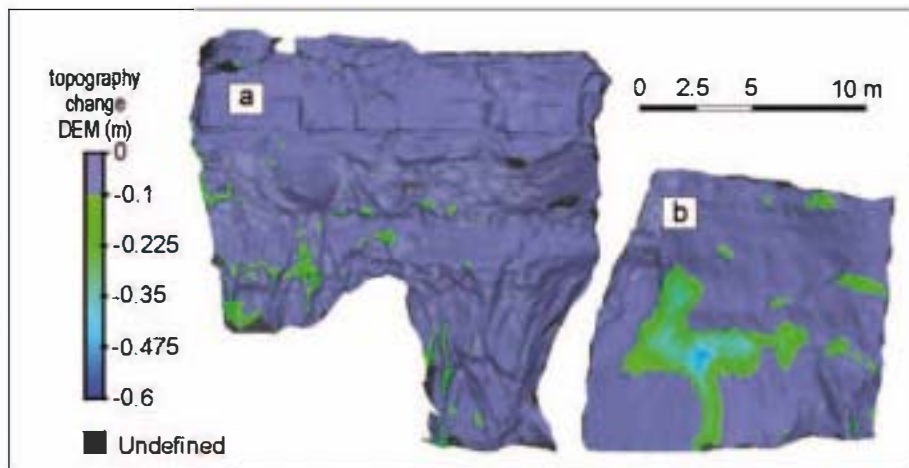 topography
change
DEM (m)
0
-0.1
-0.225
-0.35
-0.475
-0.6
Undefined
a
0 2.5 5 10 m
b